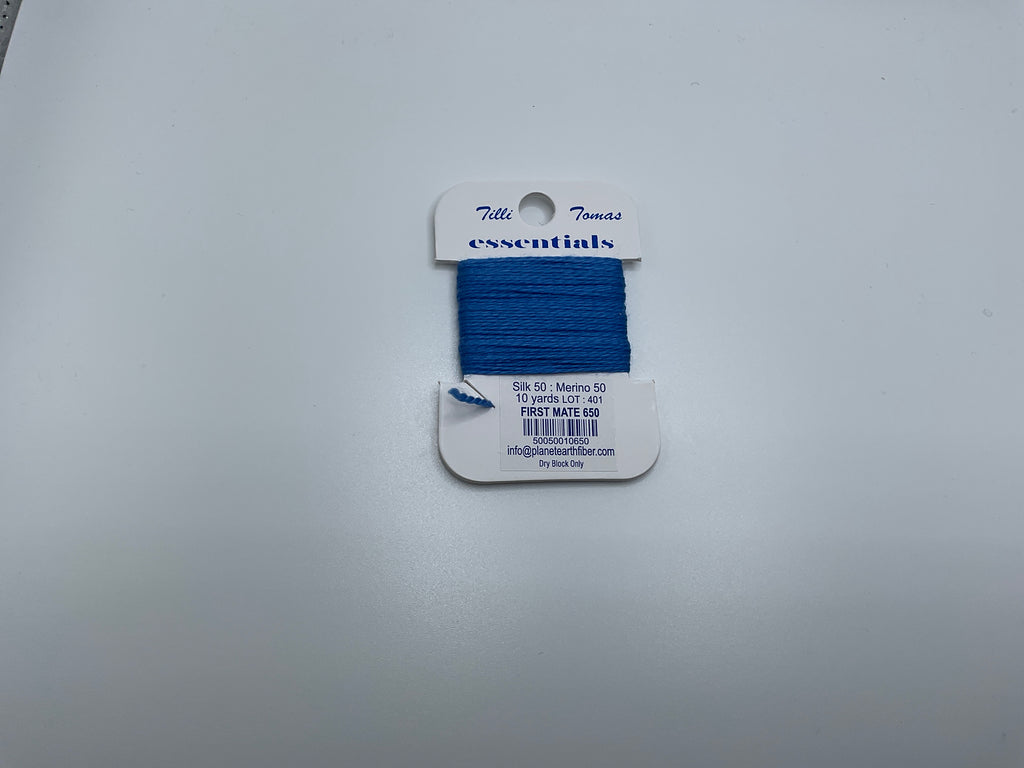 Tilli Tomas
essentials
Silk 50 : Merino 50
10 yards LOT : 401
FIRST MATE 650
50050010650
info@planetearthfiber.com
Dry Block Only